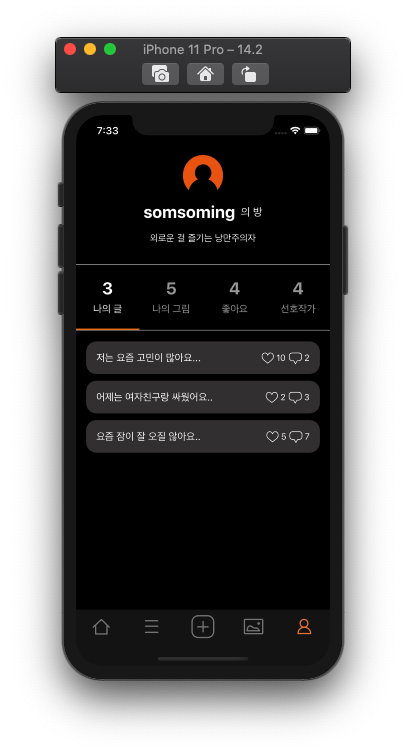 iPhone 11 Pro – 14.2
7:33
somsoming 의 방
외로운 걸 즐기는 낭만주의자
3 5 4 4
나의 글 나의 그림 좋아요 선호작가
저는 요즘 고민이 많아요... 10 2
어제는 여자친구랑 싸웠어요.. 2 3
요즘 잠이 잘 오질 않아요.. 5 7